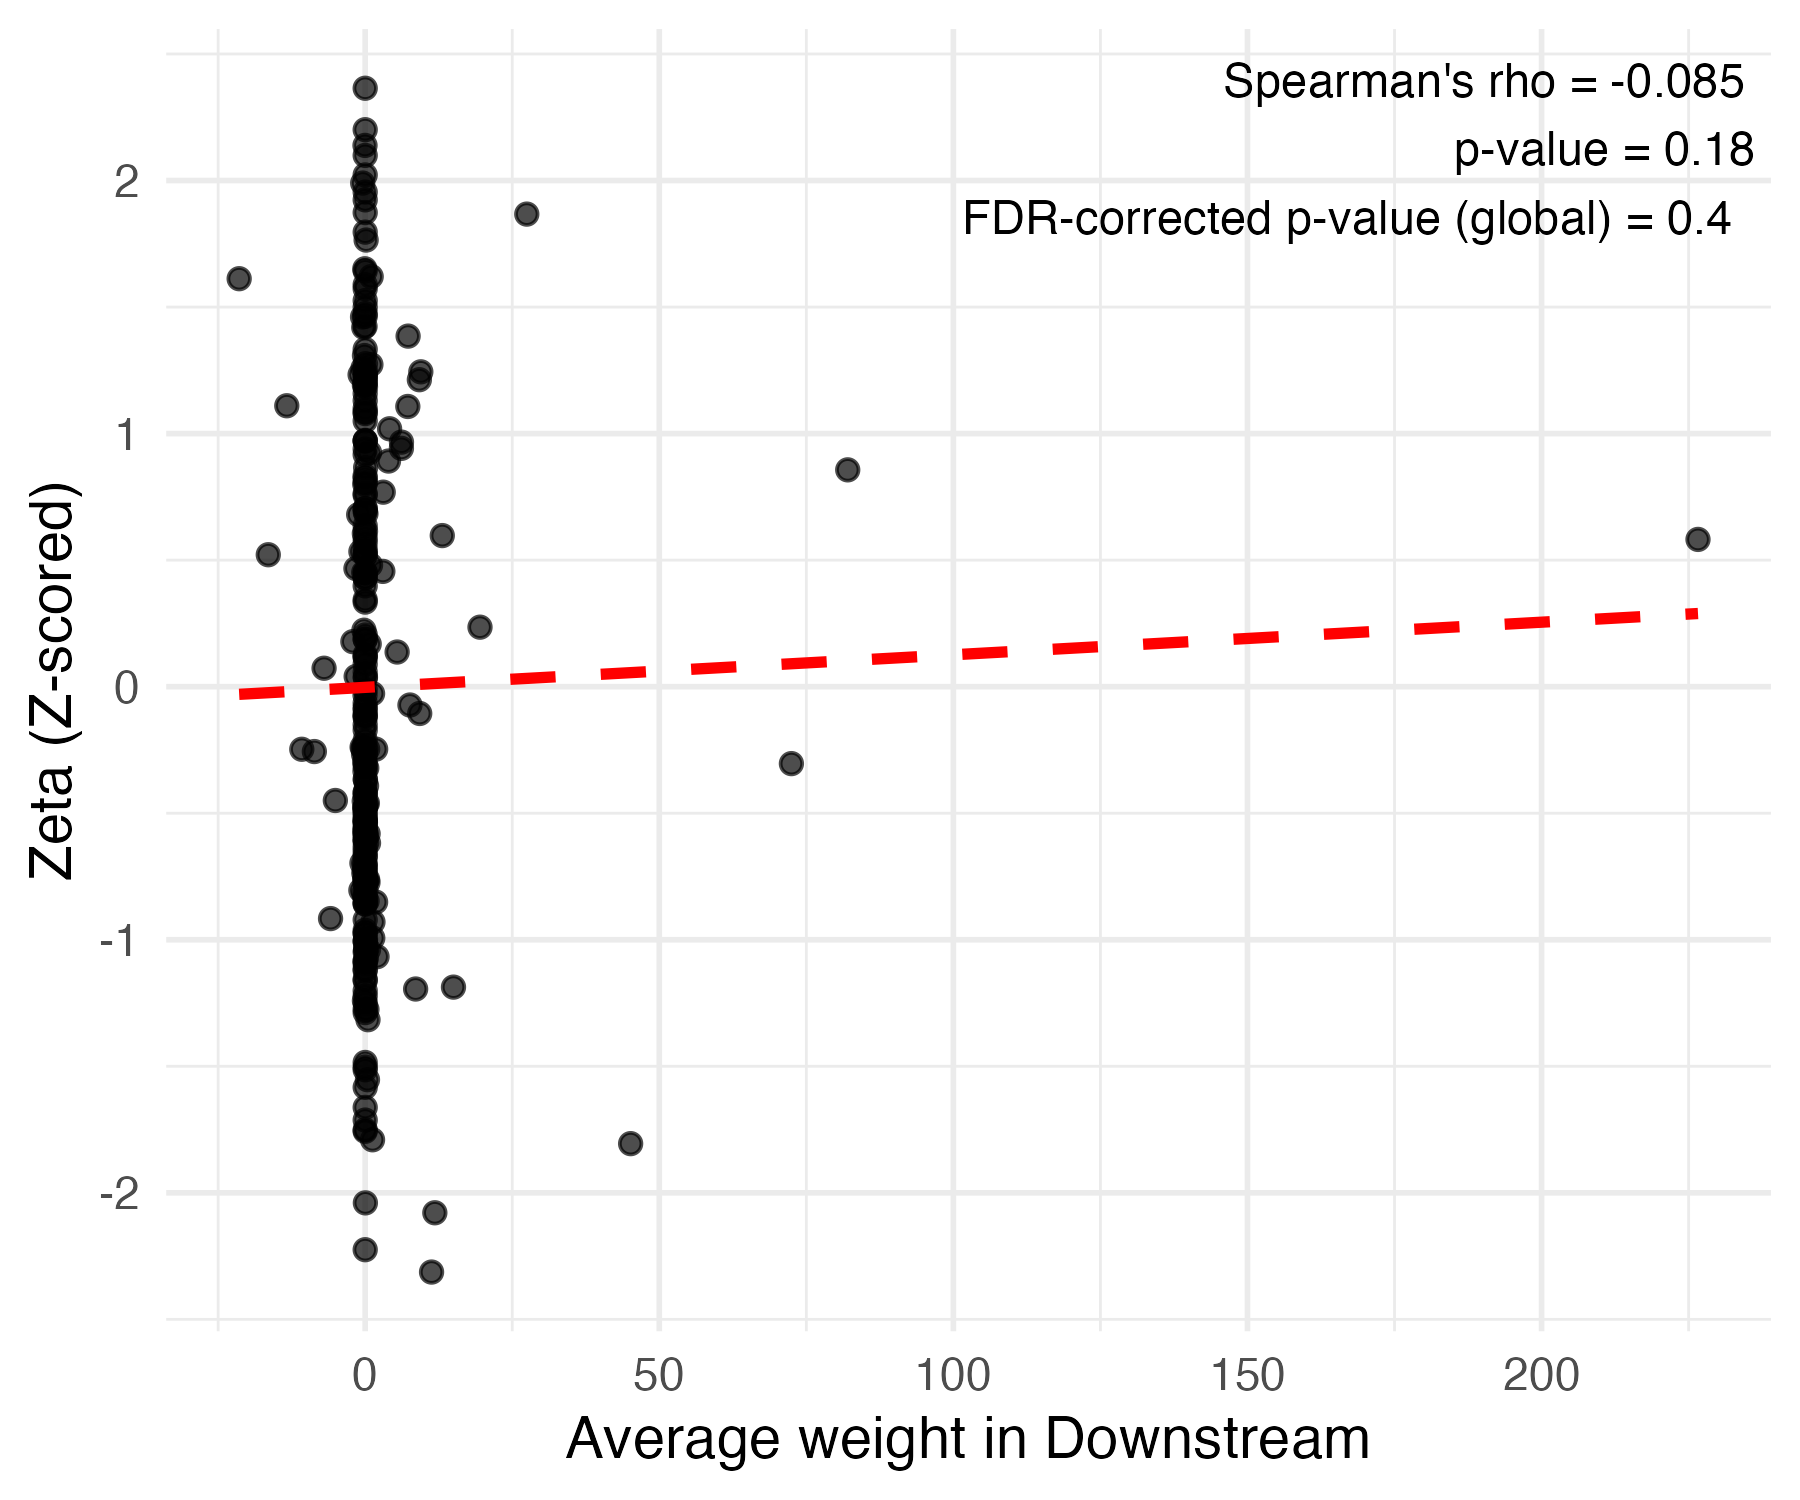 Spearman's rho = -0.085
p-value = 0.18
FDR-corrected p-value (global) = 0.4
Zeta (Z-scored)
2
1
0
-1
-2
0 50 100 150 200
Average weight in Downstream